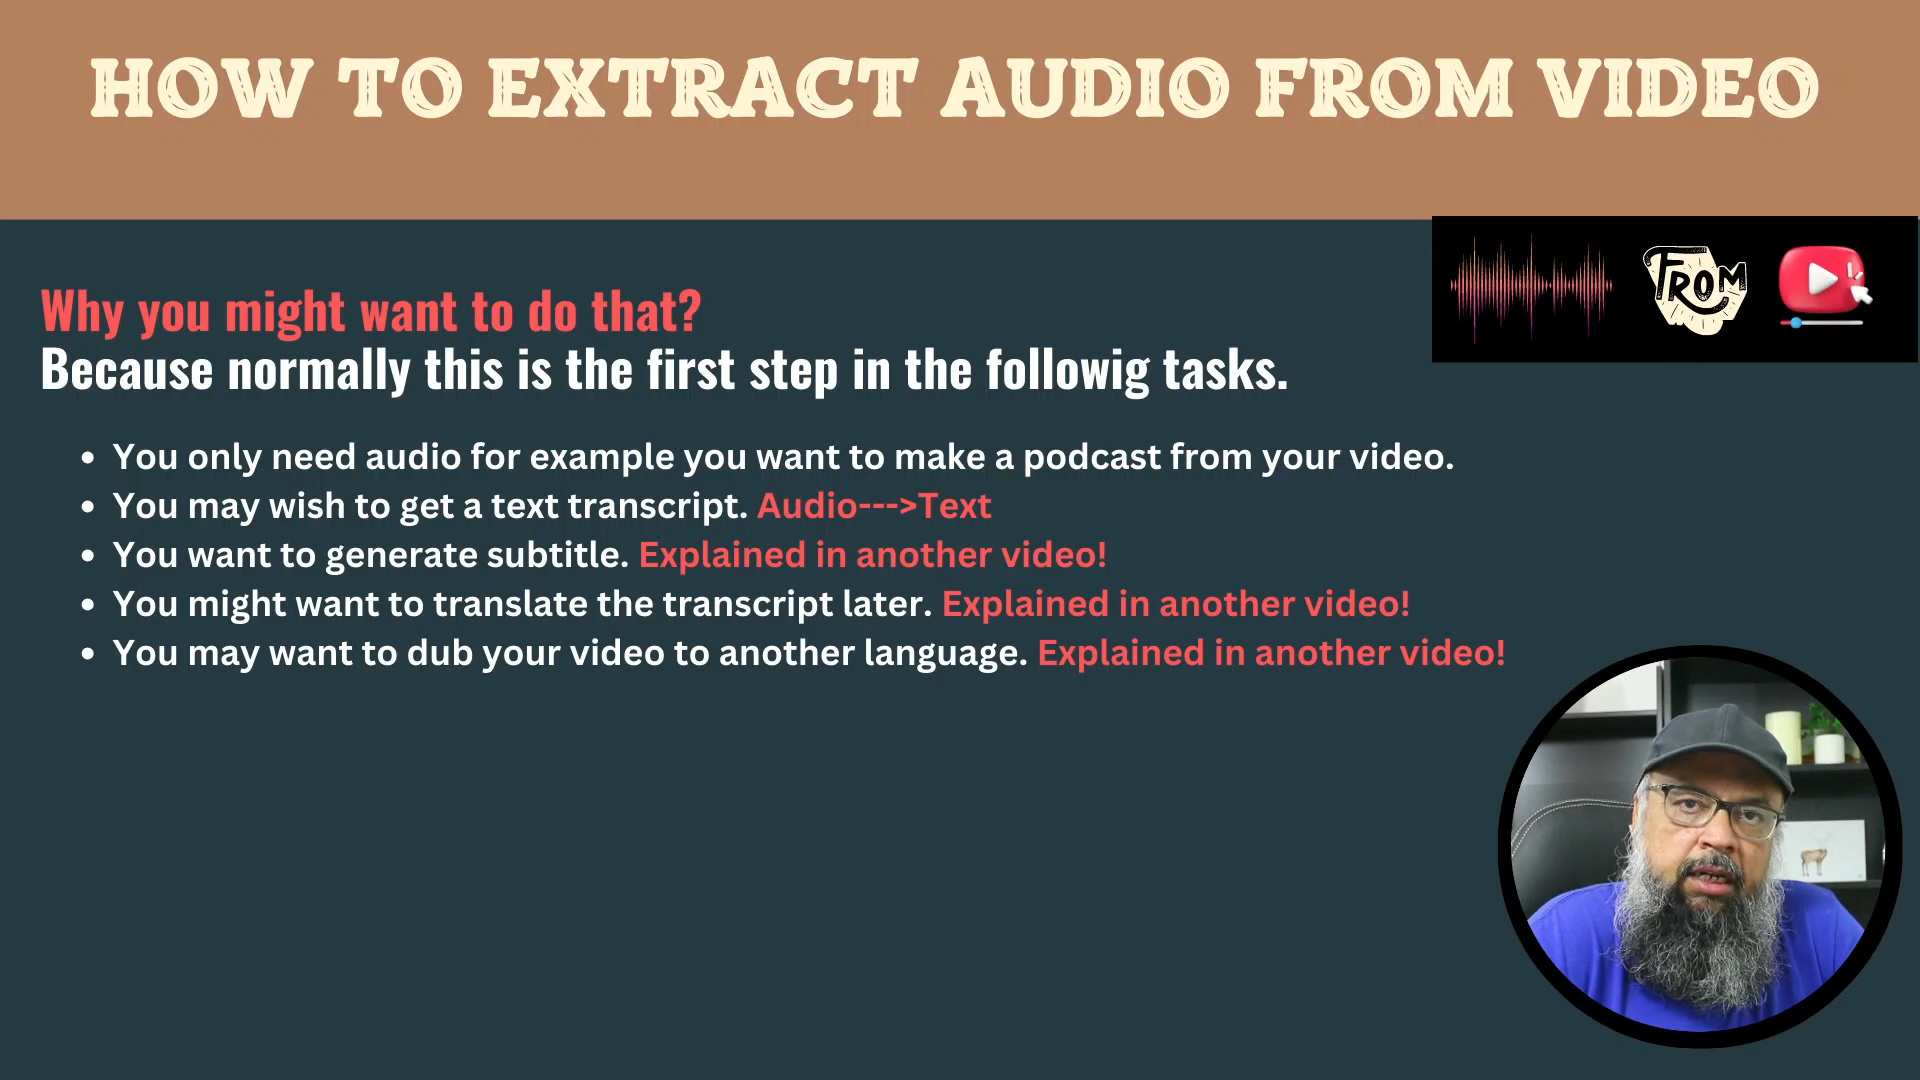 HOW TO EXTRACT AUDIO FROM VIDEO
FROM
Why you might want to do that?
Because normally this is the first step in the followig tasks.
• You only need audio for example you want to make a podcast from your video.
• You may wish to get a text transcript. Audio--->Text
• You want to generate subtitle. Explained in another video!
• You might want to translate the transcript later. Explained in another video!
• You may want to dub your video to another language. Explained in another video!